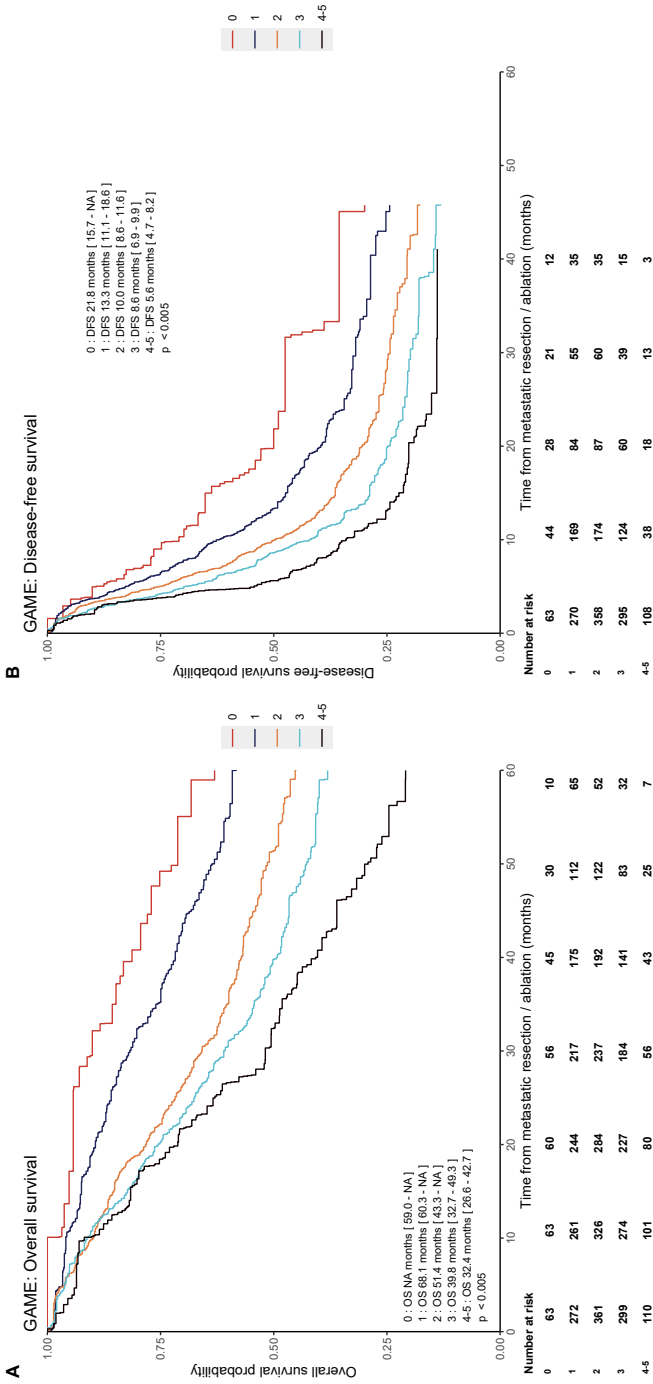 A
GAME: Overall survival
Overall survival probability
1.00
0.75
0.50
0.25
0.00
0 : OS NA months [ 59.0 - NA ]
1 : OS 68.1 months [ 60.3 - NA ]
2 : OS 51.4 months [ 43.3 - NA ]
3 : OS 39.8 months [ 32.7 - 49.3 ]
4-5 : OS 32.4 months [ 26.6 - 42.7 ]
p < 0.005
0 10 20 30 40 50 60
Time from metastatic resection / ablation (months)
0
1
2
3
4-5
Number at risk
0 63 63 60 56 45 30 10
1 272 261 244 217 175 112 65
2 361 326 284 237 192 122 52
3 299 274 227 184 141 83 32
4-5 110 101 80 56 43 25 7
B
GAME: Disease-free survival
Disease-free survival probability
1.00
0.75
0.50
0.25
0.00
0 : DFS 21.8 months [ 15.7 - NA ]
1 : DFS 13.3 months [ 11.1 - 18.6 ]
2 : DFS 10.0 months [ 8.6 - 11.6 ]
3 : DFS 8.6 months [ 6.9 - 9.9 ]
4-5 : DFS 5.6 months [ 4.7 - 8.2 ]
p < 0.005
0 10 20 30 40 50 60
Time from metastatic resection / ablation (months)
0
1
2
3
4-5
Number at risk
0 63 44 28 21 12
1 270 169 84 55 35
2 358 174 87 60 35
3 295 124 60 39 15
4-5 108 38 18 13 3